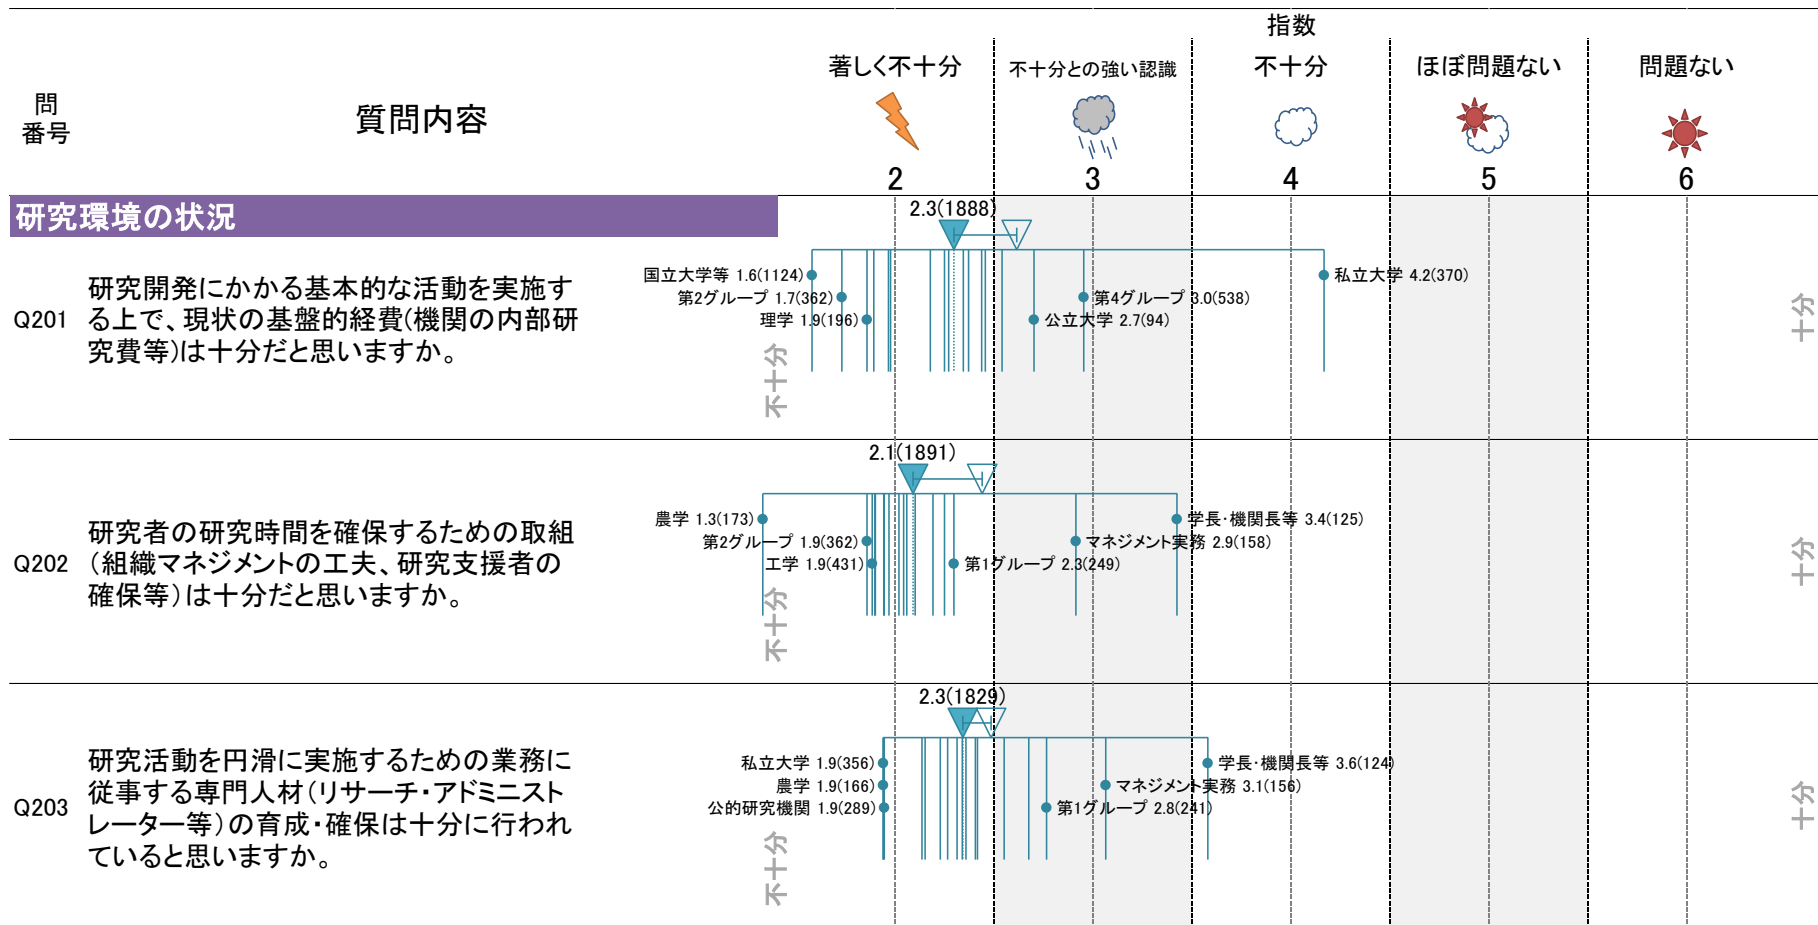 指数
著しく不十分
不十分との強い認識
不十分
ほぼ問題ない
問題ない
問
番号
質問内容
2
3
4
5
6
研究環境の状況
2.3(1888)
Q201
研究開発にかかる基本的な活動を実施す
る上で、現状の基盤的経費(機関の内部研
究費等)は十分だと思いますか。
国立大学等 1.6(1124)
第2グループ 1.7(362)
理学 1.9(196)
私立大学 4.2(370)
第4グループ 3.0(538)
公立大学 2.7(94)
不十分
十分
2.1(1891)
Q202
研究者の研究時間を確保するための取組
(組織マネジメントの工夫、研究支援者の
確保等)は十分だと思いますか。
農学 1.3(173)
第2グループ 1.9(362)
工学 1.9(431)
学長・機関長等 3.4(125)
マネジメント実務 2.9(158)
第1グループ 2.3(249)
不十分
十分
2.3(1829)
Q203
研究活動を円滑に実施するための業務に
従事する専門人材(リサーチ・アドミニスト
レーター等)の育成・確保は十分に行われ
ていると思いますか。
私立大学 1.9(356)
農学 1.9(166)
公的研究機関 1.9(289)
学長・機関長等 3.6(124)
マネジメント実務 3.1(156)
第1グループ 2.8(241)
不十分
十分